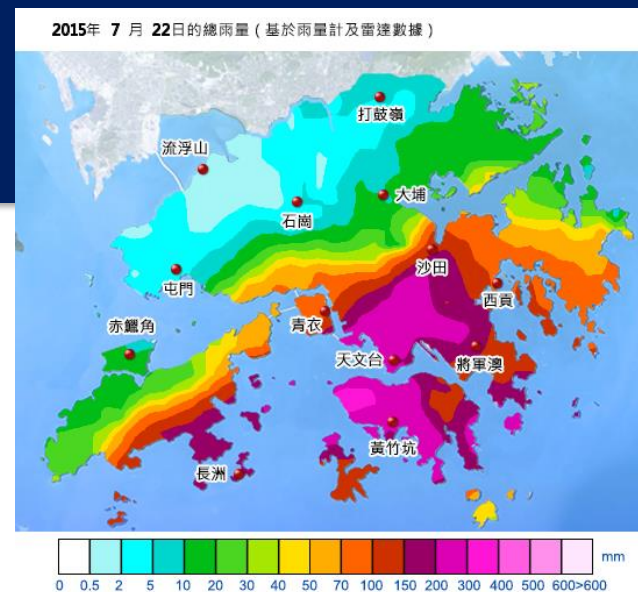 2015年 7 月 22日的總雨量 ( 基於雨量計及雷達數據 )
打鼓嶺
流浮山
大埔
石崗
沙田
屯門
西貢
青衣
赤鱲角
天文台
將軍澳
黃竹坑
長洲
mm
0 0.5 2 5 10 20 30 40 50 70 100 150 200 300 400 500 600>600